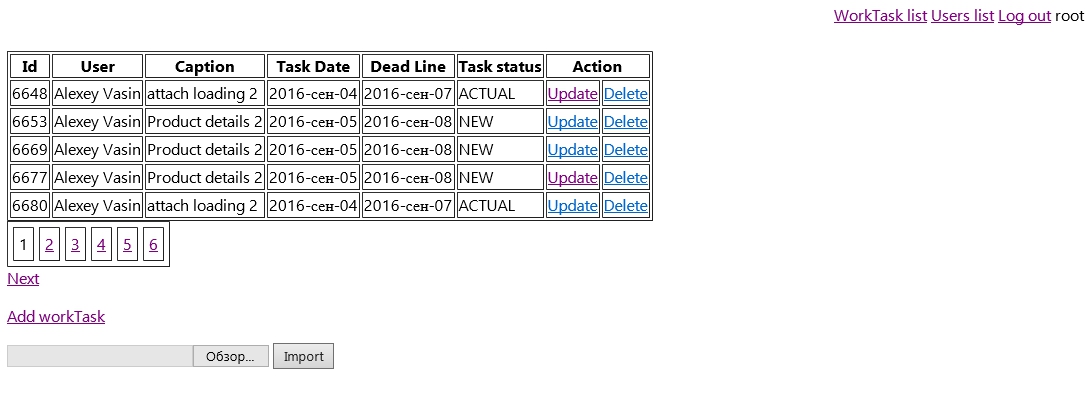 WorkTask list Users list Log out root
Id User Caption Task Date Dead Line Task status Action
6648 Alexey Vasin attach loading 2 2016-сен-04 2016-сен-07 ACTUAL Update Delete
6653 Alexey Vasin Product details 2 2016-сен-05 2016-сен-08 NEW Update Delete
6669 Alexey Vasin Product details 2 2016-сен-05 2016-сен-08 NEW Update Delete
6677 Alexey Vasin Product details 2 2016-сен-05 2016-сен-08 NEW Update Delete
6680 Alexey Vasin attach loading 2 2016-сен-04 2016-сен-07 ACTUAL Update Delete
1 2 3 4 5 6
Next
Add workTask
Обзор... Import